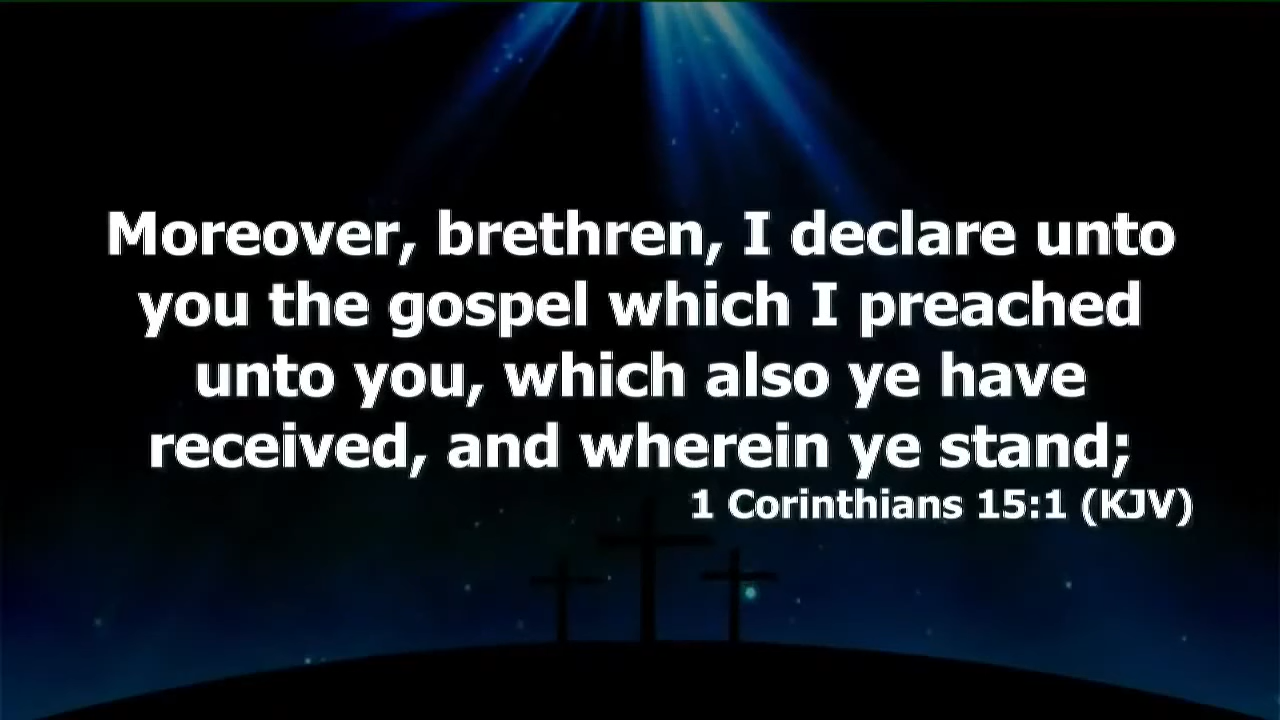 Moreover, brethren, I declare unto
you the gospel which I preached
unto you, which also ye have
received, and wherein ye stand;
1 Corinthians 15:1 (KJV)